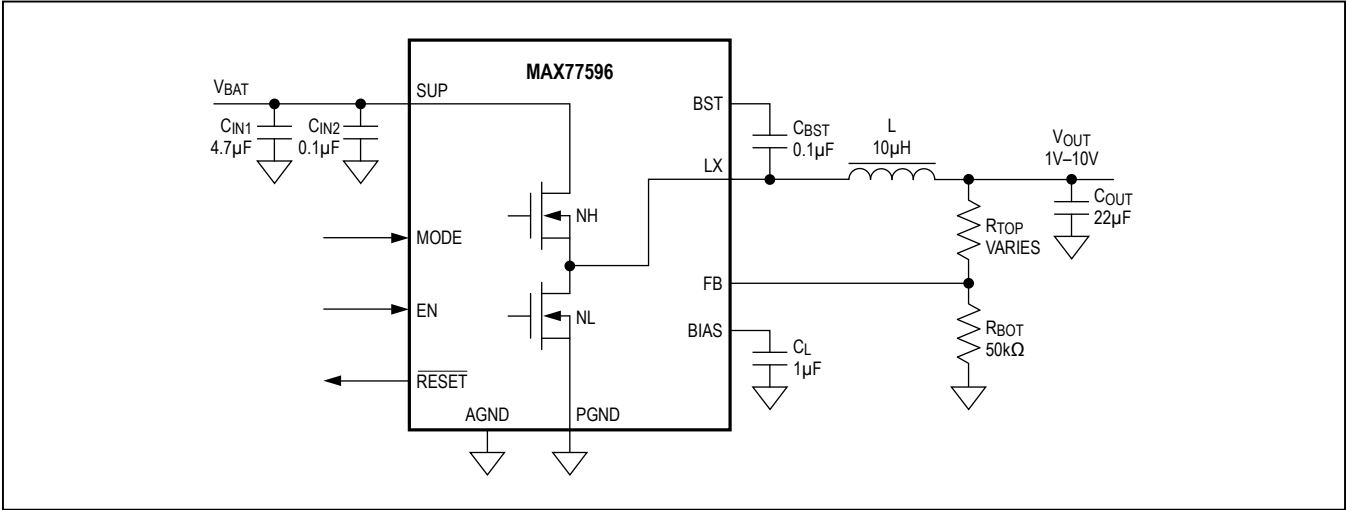 MAX77596
VBAT
SUP
CIN1
4.7µF
CIN2
0.1µF
BST
CBST
0.1µF
L
10µH
VOUT
1V–10V
LX
COUT
22µF
NH
RTOP
VARIES
MODE
FB
EN
NL
BIAS
RBOT
50kΩ
CL
1µF
RESET
AGND
PGND